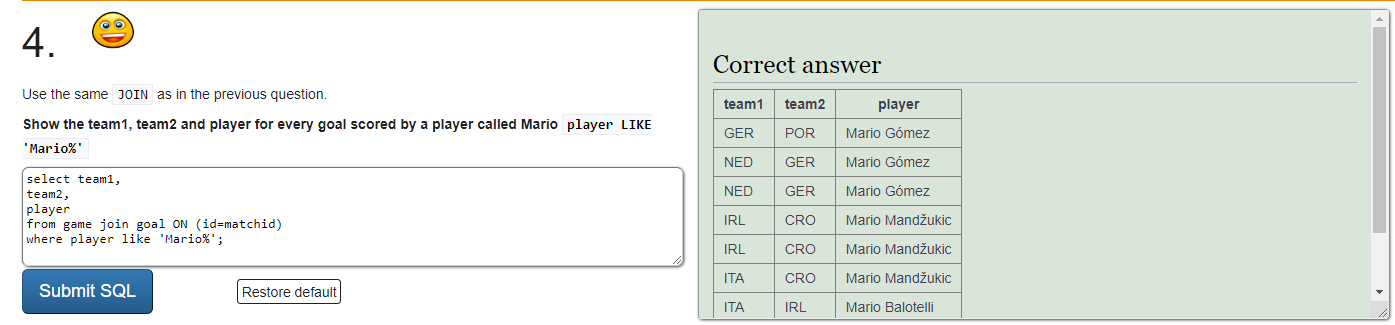 4.
Use the same JOIN as in the previous question.
Show the team1, team2 and player for every goal scored by a player called Mario player LIKE
'Mario%'
select team1,
team2,
player
from game join goal ON (id=matchid)
where player like 'Mario%';
Submit SQL
Restore default
Correct answer
team1 team2 player
GER POR Mario Gómez
NED GER Mario Gómez
NED GER Mario Gómez
IRL CRO Mario Mandžukic
IRL CRO Mario Mandžukic
ITA CRO Mario Mandžukic
ITA IRL Mario Balotelli